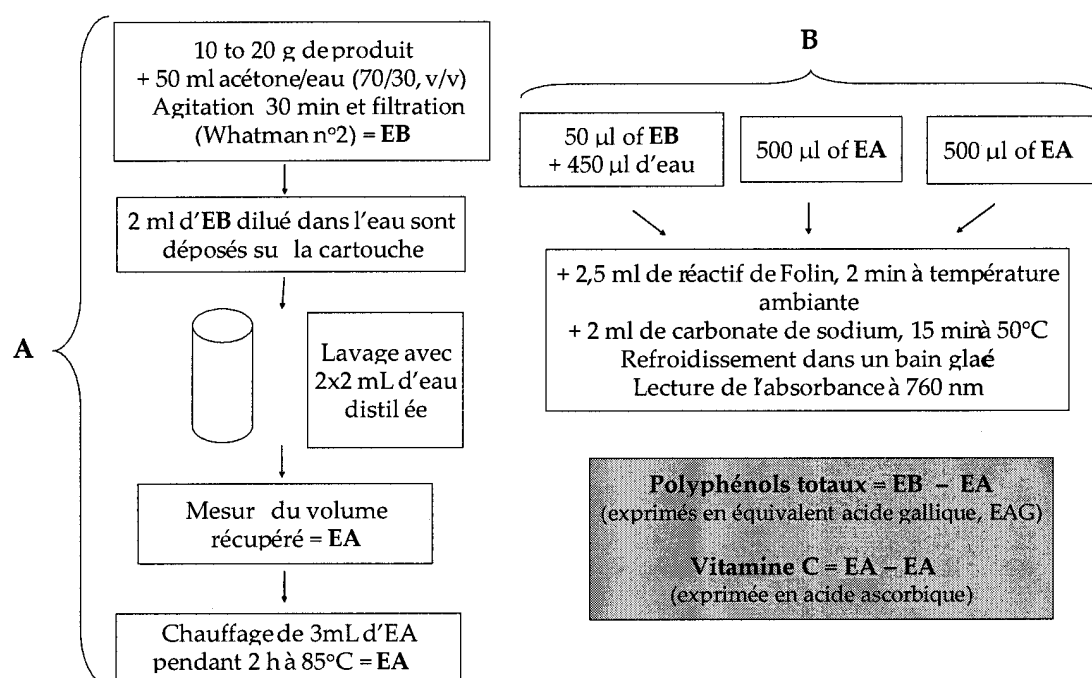 A
10 to 20 g de produit
+ 50 ml acétone/eau (70/30, v/v)
Agitation 30 min et filtration
(Whatman n°2) = EB
2 ml d'EB dilué dans l'eau sont
déposés su la cartouche
Lavage avec
2x2 mL d'eau
distil ée
Mesur du volume
récupéré = EA
Chauffage de 3mL d'EA
pendant 2 h à 85°C = EA
B
50 µl of EB
+ 450 µl d'eau
500 µl of EA
500 µl of EA
+ 2,5 ml de réactif de Folin, 2 min à température
ambiante
+ 2 ml de carbonate de sodium, 15 min à 50°C
Refroidissement dans un bain glacé
Lecture de l'absorbance à 760 nm
Polyphénols totaux = EB – EA
(exprimés en équivalent acide gallique, EAG)
Vitamine C = EA – EA
(exprimée en acide ascorbique)